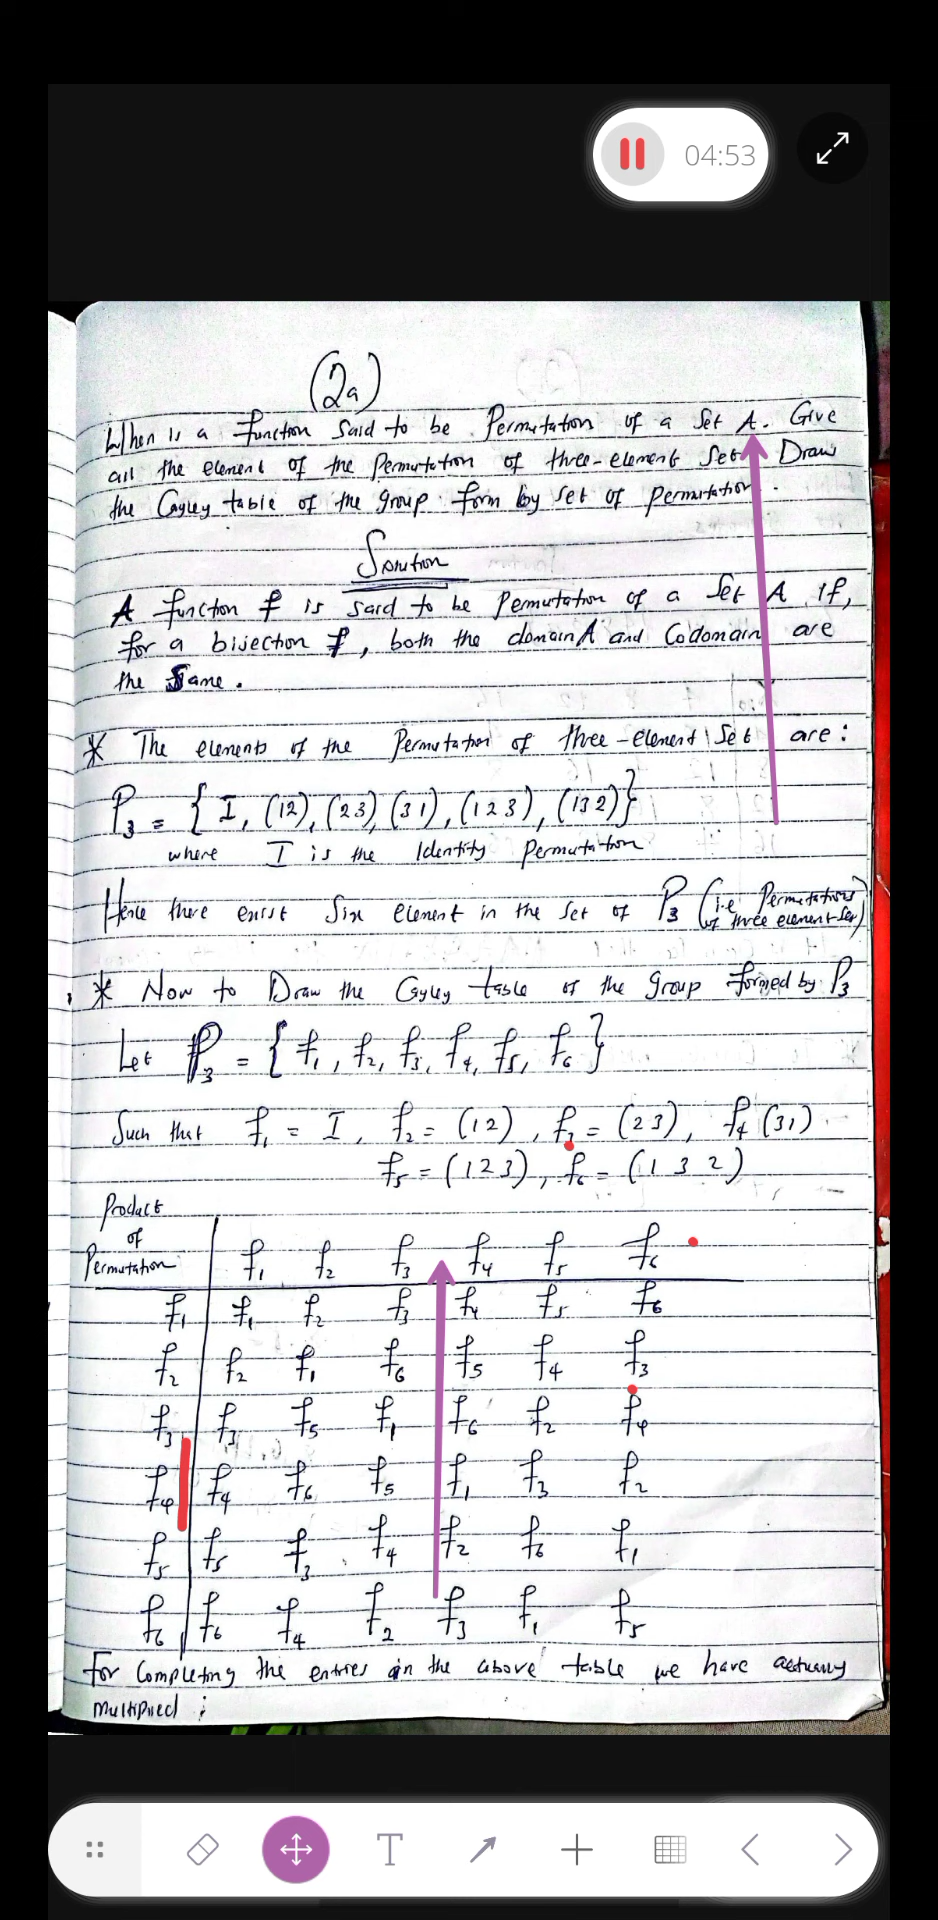 04:53
(2a)
When is a function said to be Permutation of a set A. Give
all the element of the Permutation of three-element Set. Draw
the Cayley table of the group form by set of permutation.
Solution
A function f is said to be permutation of a Set A if,
for a bijection f, both the domain A and Codomain are
the Same.
* The elements of the Permutation of three-element Set are:
P3 = { I, (12), (23), (31), (123), (132)}
where I is the Identity Permutation
Hence there exist Six element in the set of P3 (i.e Permutations of three element set)
* Now to Draw the Cayley table of the group formed by P3
Let P3 = { f1, f2, f3, f4, f5, f6 }
Such that f1 = I, f2 = (12), f3 = (23), f4 (31)
f5 = (123), f6 = (1 3 2)
Product
of
Permutation f1 f2 f3 f4 f5 f6
f1 f1 f2 f3 f4 f5 f6
f2 f2 f1 f6 f5 f4 f3
f3 f3 f5 f1 f6 f2 f4
f4 f4 f6 f5 f1 f3 f2
f5 f5 f3 f4 f2 f6 f1
f6 f6 f4 f2 f3 f1 f5
For Completing the entries in the above table we have actually
multiplied :
T